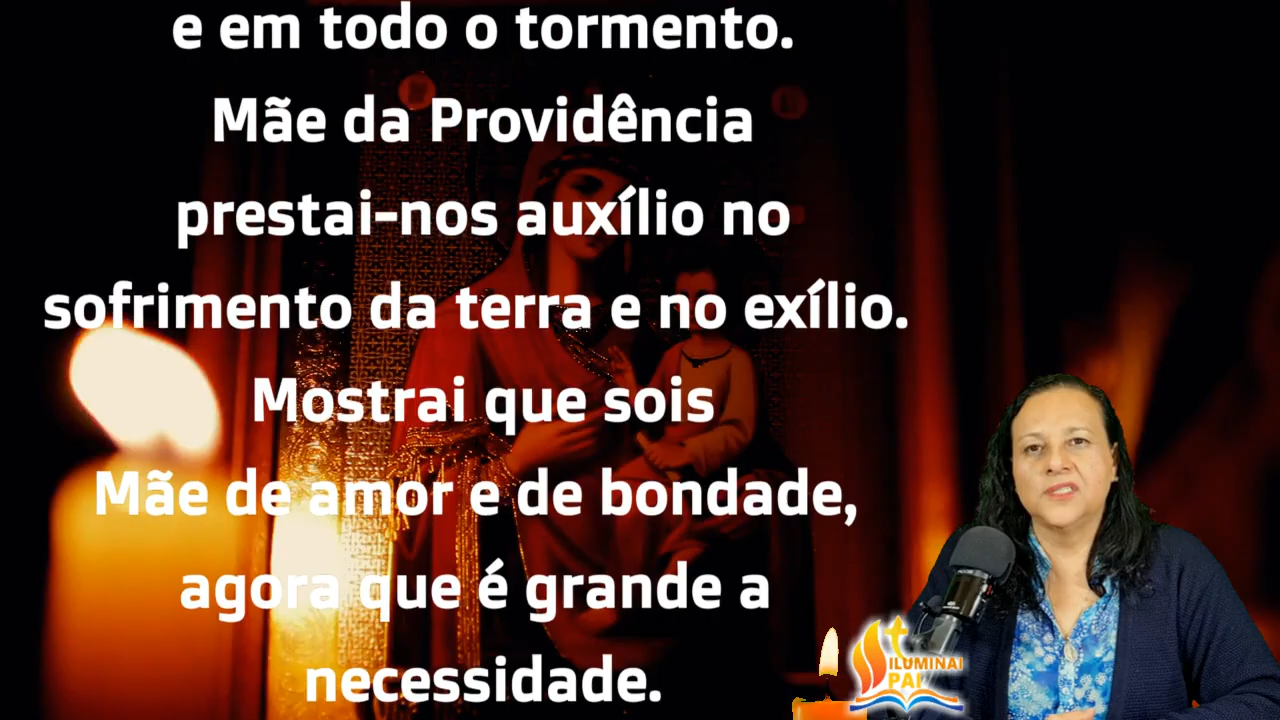 e em todo o tormento.
Mãe da Providência
prestai-nos auxílio no
sofrimento da terra e no exílio.
Mostrai que sois
Mãe de amor e de bondade,
agora que é grande a
necessidade.
ILUMINAI
PAI